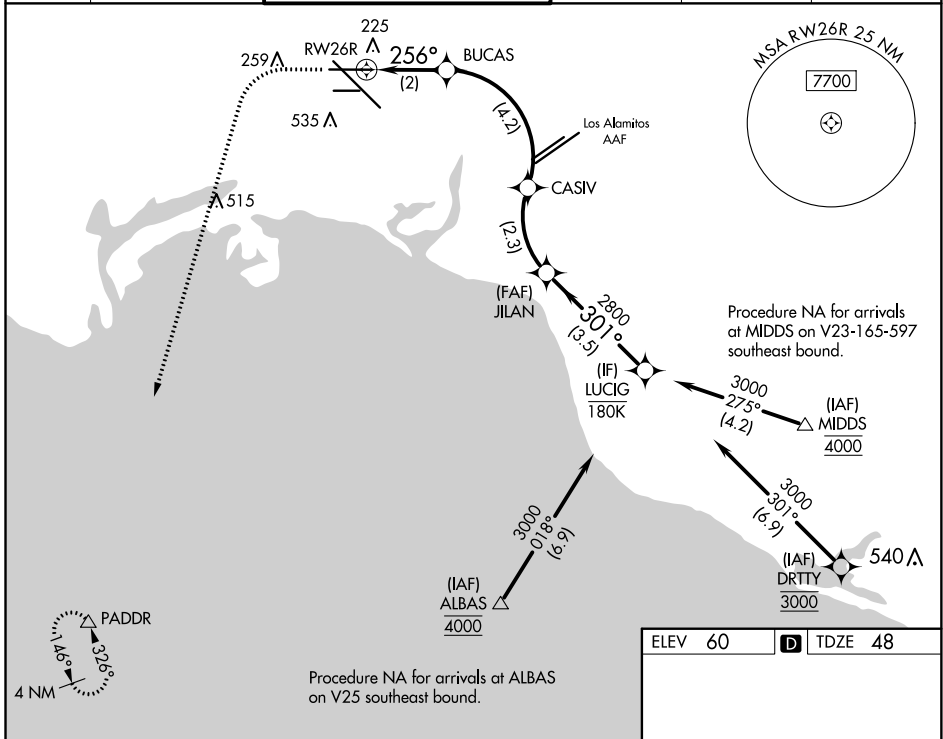 225
RW26R
259
256°
(2)
BUCAS
535
(4.2)
Los Alamitos
AAF
MSA RW26R 25 NM
7700
515
CASIV
(2.3)
(FAF)
JILAN
2800
301°
(3.5)
(IF)
LUCIG
180K
Procedure NA for arrivals
at MIDDS on V23-165-597
southeast bound.
3000
275°
(4.2)
(IAF)
MIDDS
4000
3000
301°
(6.9)
(IAF)
DRTTY
3000
540
3000
018°
(6.9)
(IAF)
ALBAS
4000
PADDR
146°
326°
4 NM
Procedure NA for arrivals at ALBAS
on V25 southeast bound.
ELEV 60 D TDZE 48